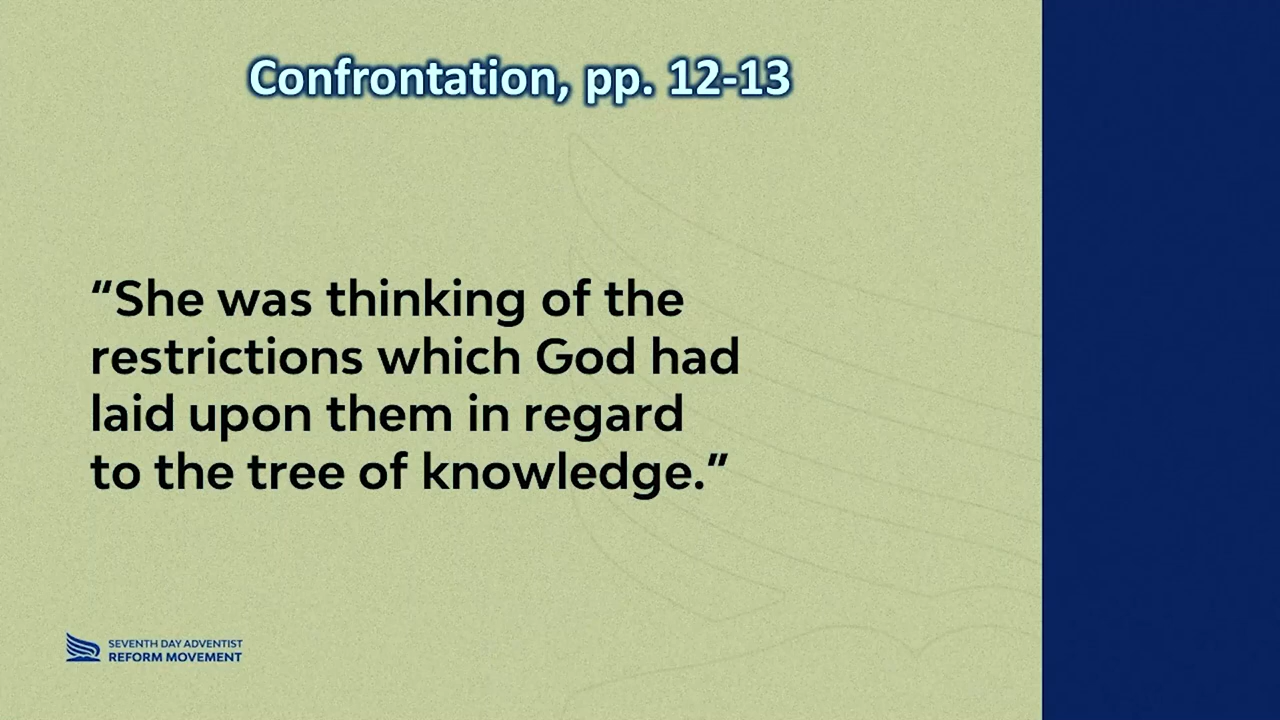 Confrontation, pp. 12-13
“She was thinking of the
restrictions which God had
laid upon them in regard
to the tree of knowledge.”
SEVENTH DAY ADVENTIST
REFORM MOVEMENT